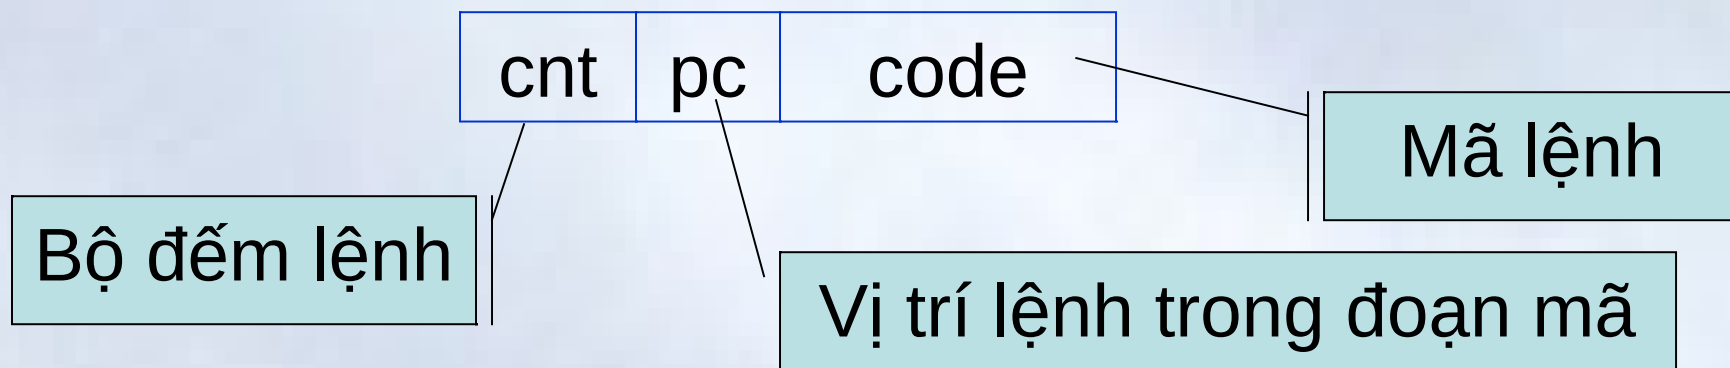 cnt pc code
Mã lệnh
Bộ đếm lệnh
Vị trí lệnh trong đoạn mã